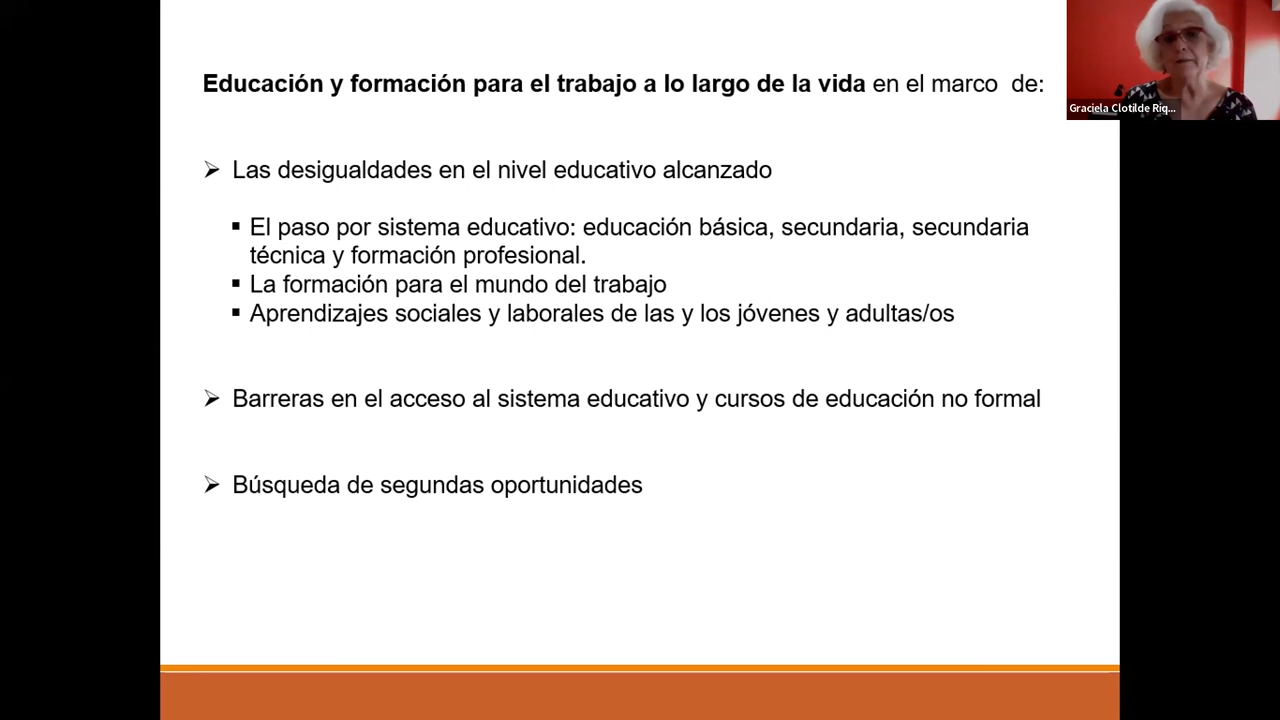 Educación y formación para el trabajo a lo largo de la vida en el marco de:
Graciela Clotilde Riq...
➢ Las desigualdades en el nivel educativo alcanzado
▪ El paso por sistema educativo: educación básica, secundaria, secundaria
técnica y formación profesional.
▪ La formación para el mundo del trabajo
▪ Aprendizajes sociales y laborales de las y los jóvenes y adultas/os
➢ Barreras en el acceso al sistema educativo y cursos de educación no formal
➢ Búsqueda de segundas oportunidades